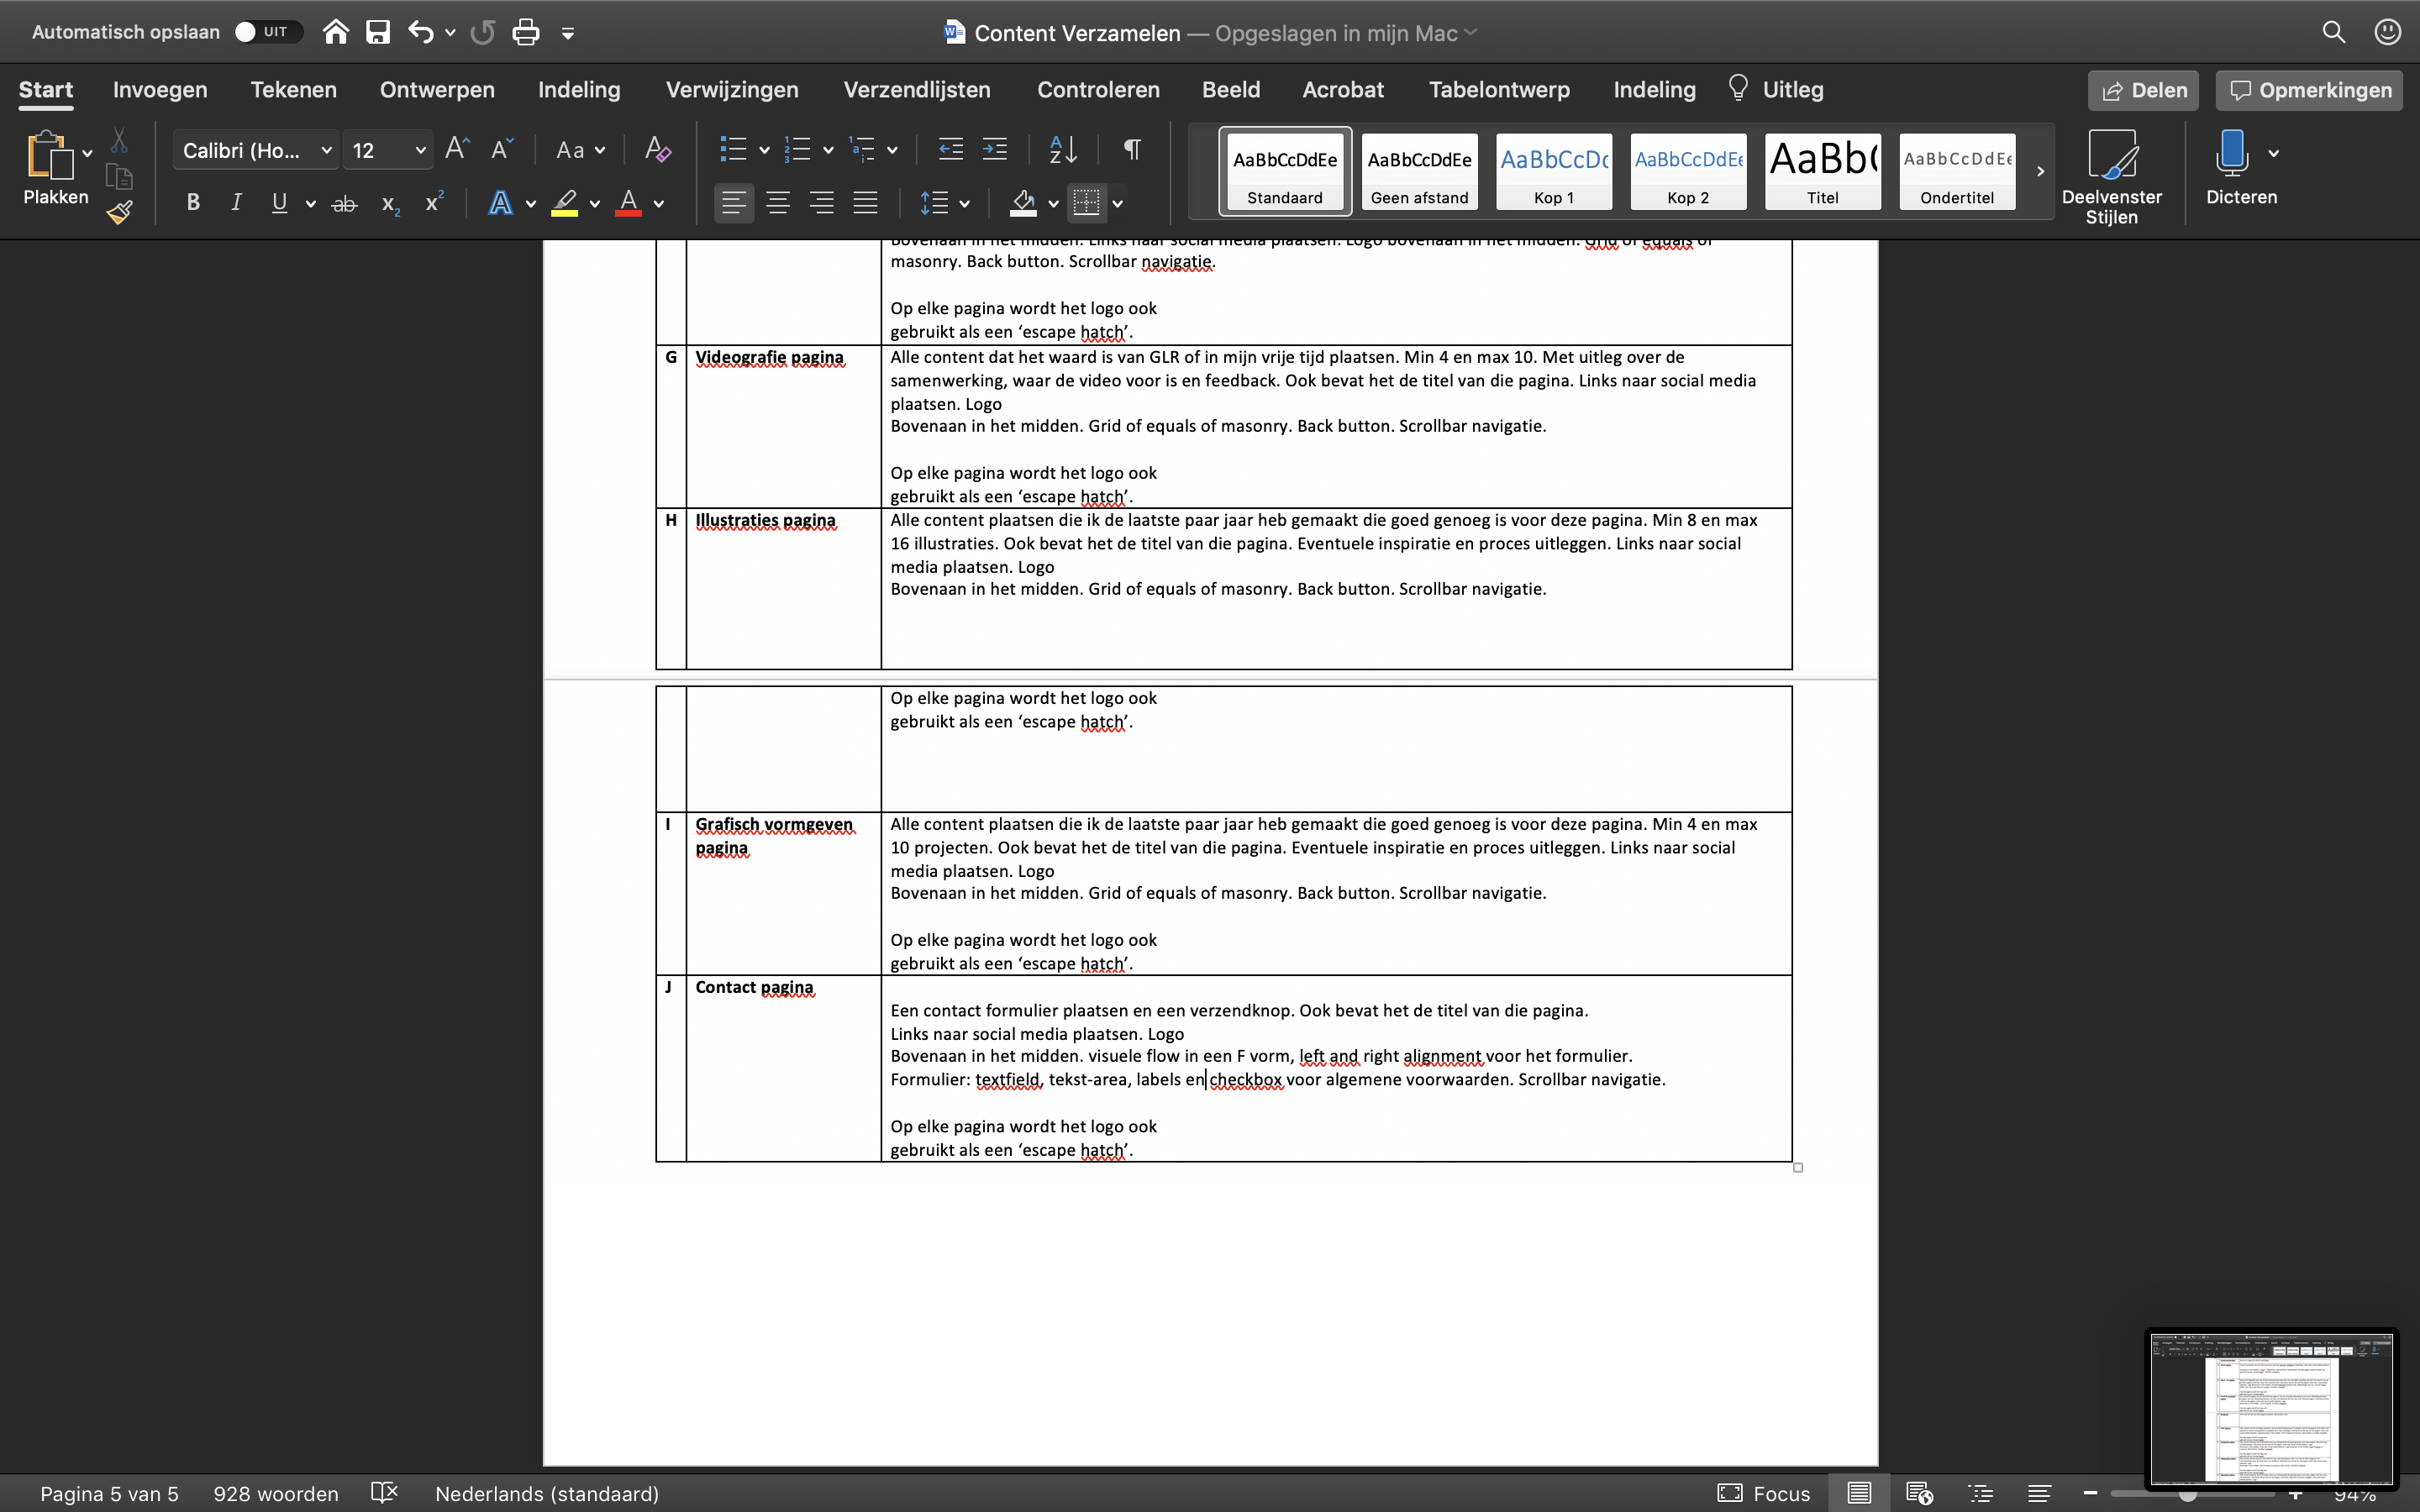 Automatisch opslaan UIT
Content Verzamelen — Opgeslagen in mijn Mac
Start Invoegen Tekenen Ontwerpen Indeling Verwijzingen Verzendlijsten Controleren Beeld Acrobat Tabelontwerp Indeling Uitleg Delen Opmerkingen
Plakken
Calibri (Ho... 12
AaBbCcDdEe AaBbCcDdEe AaBbCcDc AaBbCcDdEe AaBb( AaBbCcDdEe
Standaard Geen afstand Kop 1 Kop 2 Titel Ondertitel
Deelvenster Stijlen
Dicteren
Bovenaan in het midden. Links naar social media plaatsen. Logo bovenaan in het midden. Grid of equals of
masonry. Back button. Scrollbar navigatie.
Op elke pagina wordt het logo ook
gebruikt als een ‘escape hatch’.
G Videografie pagina
Alle content dat het waard is van GLR of in mijn vrije tijd plaatsen. Min 4 en max 10. Met uitleg over de
samenwerking, waar de video voor is en feedback. Ook bevat het de titel van die pagina. Links naar social media
plaatsen. Logo
Bovenaan in het midden. Grid of equals of masonry. Back button. Scrollbar navigatie.
Op elke pagina wordt het logo ook
gebruikt als een ‘escape hatch’.
H Illustraties pagina
Alle content plaatsen die ik de laatste paar jaar heb gemaakt die goed genoeg is voor deze pagina. Min 8 en max
16 illustraties. Ook bevat het de titel van die pagina. Eventuele inspiratie en proces uitleggen. Links naar social
media plaatsen. Logo
Bovenaan in het midden. Grid of equals of masonry. Back button. Scrollbar navigatie.
Op elke pagina wordt het logo ook
gebruikt als een ‘escape hatch’.
I Grafisch vormgeven
pagina
Alle content plaatsen die ik de laatste paar jaar heb gemaakt die goed genoeg is voor deze pagina. Min 4 en max
10 projecten. Ook bevat het de titel van die pagina. Eventuele inspiratie en proces uitleggen. Links naar social
media plaatsen. Logo
Bovenaan in het midden. Grid of equals of masonry. Back button. Scrollbar navigatie.
Op elke pagina wordt het logo ook
gebruikt als een ‘escape hatch’.
J Contact pagina
Een contact formulier plaatsen en een verzendknop. Ook bevat het de titel van die pagina.
Links naar social media plaatsen. Logo
Bovenaan in het midden. visuele flow in een F vorm, left and right alignment voor het formulier.
Formulier: textfield, tekst-area, labels en checkbox voor algemene voorwaarden. Scrollbar navigatie.
Op elke pagina wordt het logo ook
gebruikt als een ‘escape hatch’.
Pagina 5 van 5 928 woorden Nederlands (standaard) Focus 94%